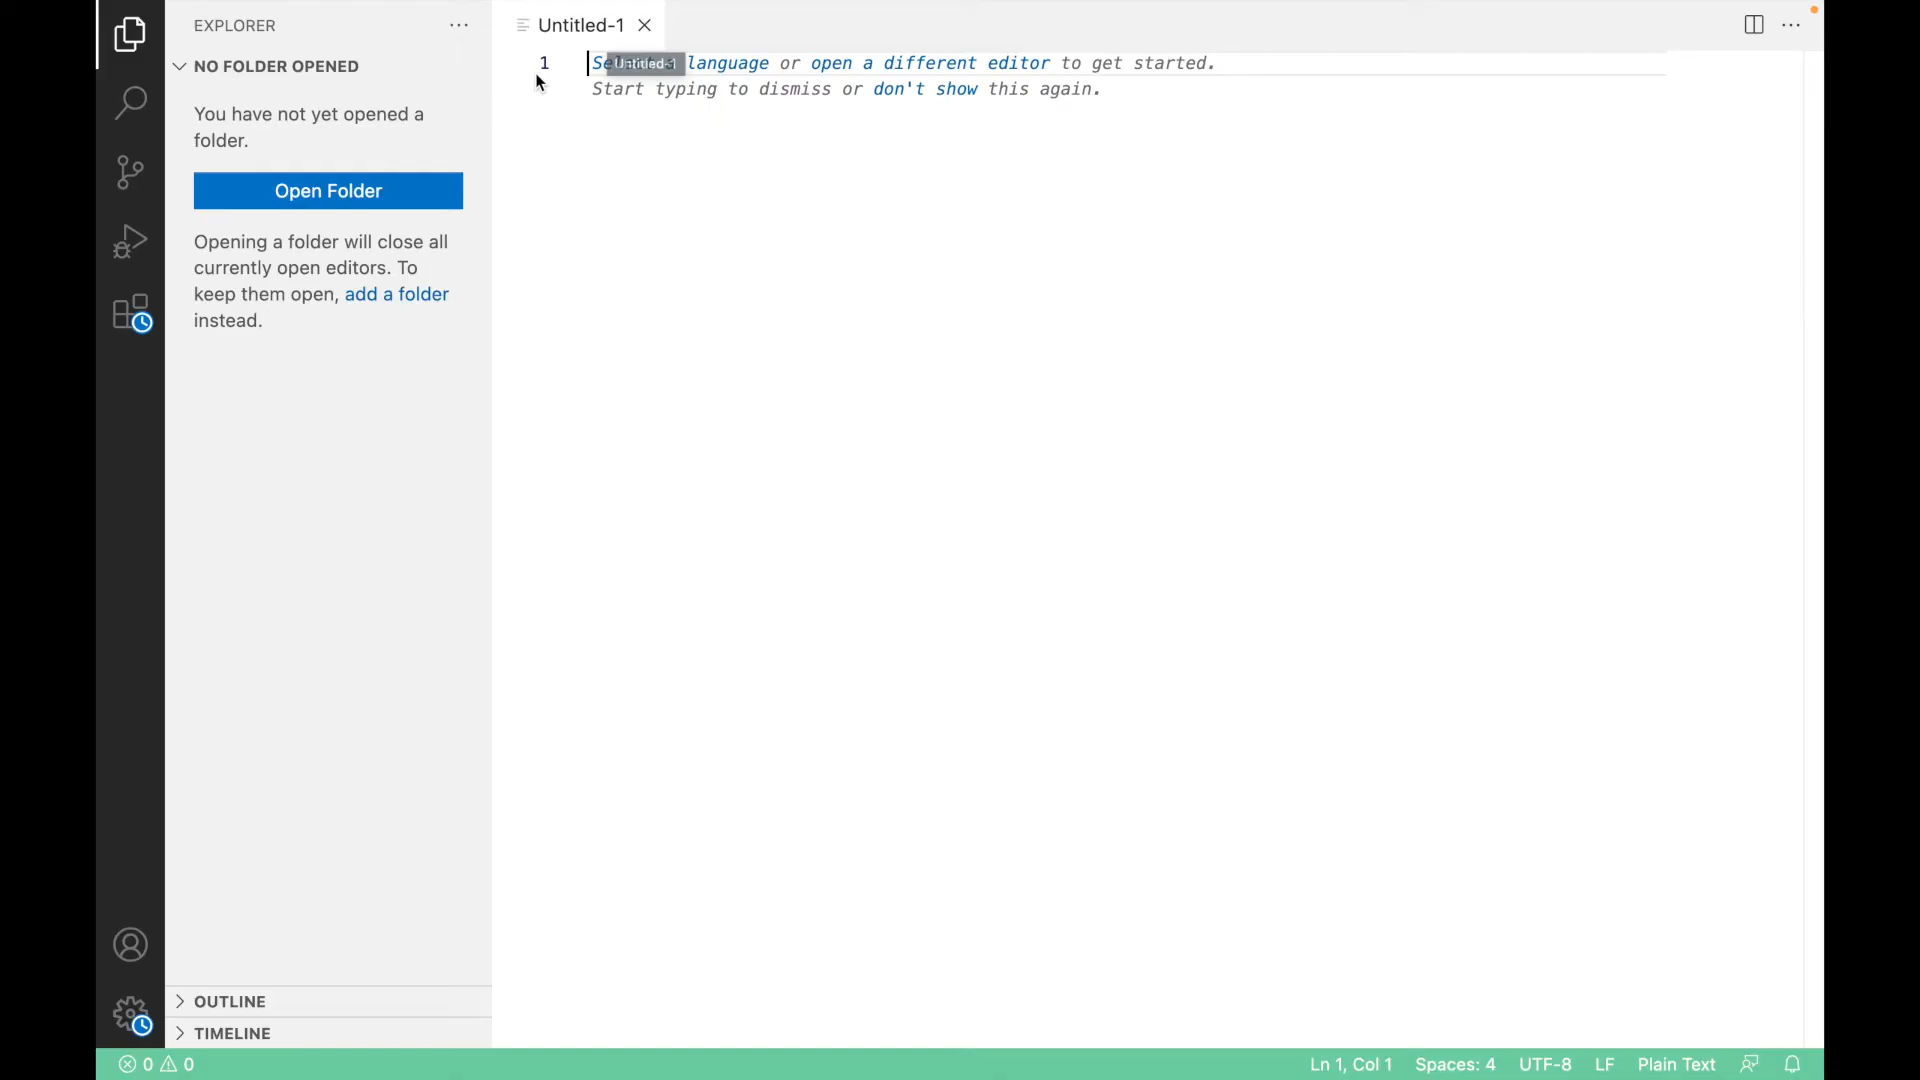 EXPLORER
NO FOLDER OPENED
You have not yet opened a
folder.
Open Folder
Opening a folder will close all
currently open editors. To
keep them open, add a folder
instead.
OUTLINE
TIMELINE
Untitled-1
1
Untitled-1
language or open a different editor to get started.
Start typing to dismiss or don't show this again.
0 0
Ln 1, Col 1 Spaces: 4 UTF-8 LF Plain Text